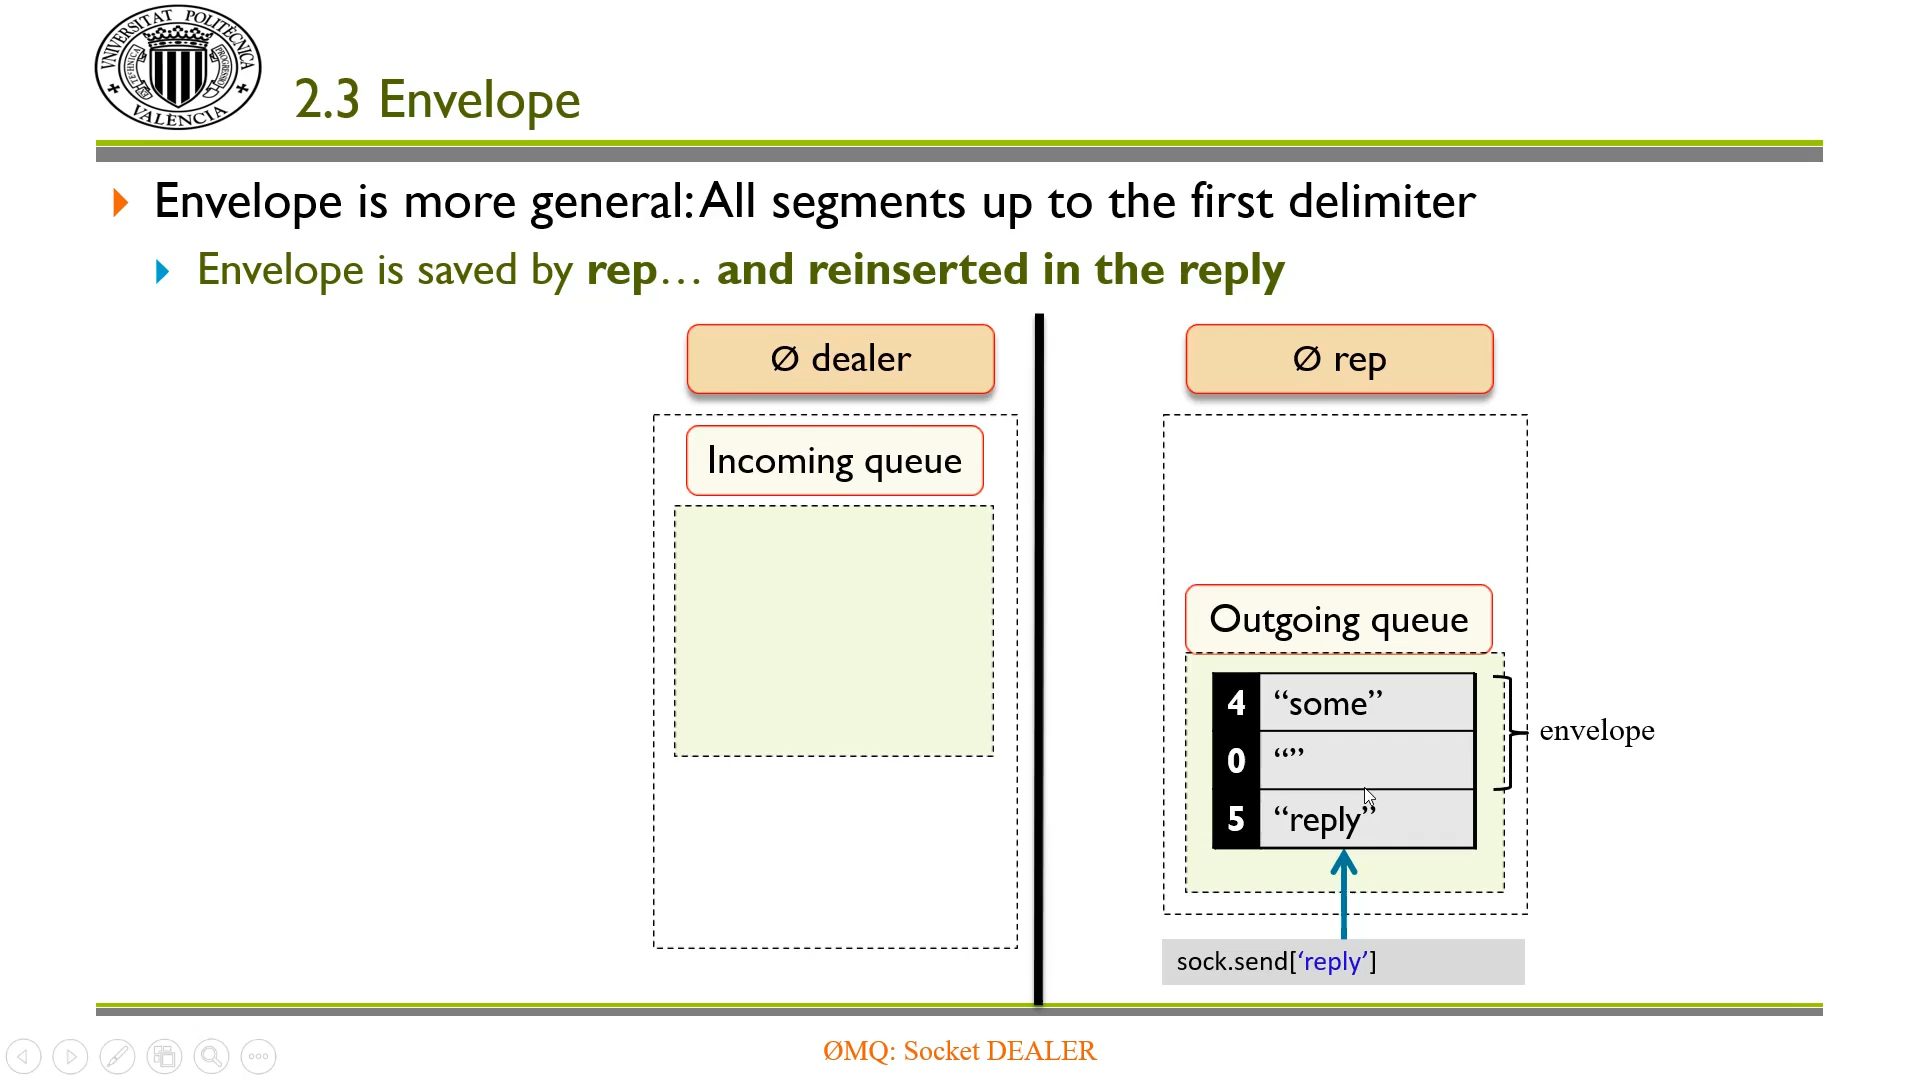 UNIVERSITAT POLITÈCNICA
VALÈNCIA
2.3 Envelope
Envelope is more general: All segments up to the first delimiter
Envelope is saved by rep… and reinserted in the reply
Ø dealer
Ø rep
Incoming queue
Outgoing queue
4 “some”
0 “”
5 “reply”
envelope
sock.send[‘reply’]
ØMQ: Socket DEALER